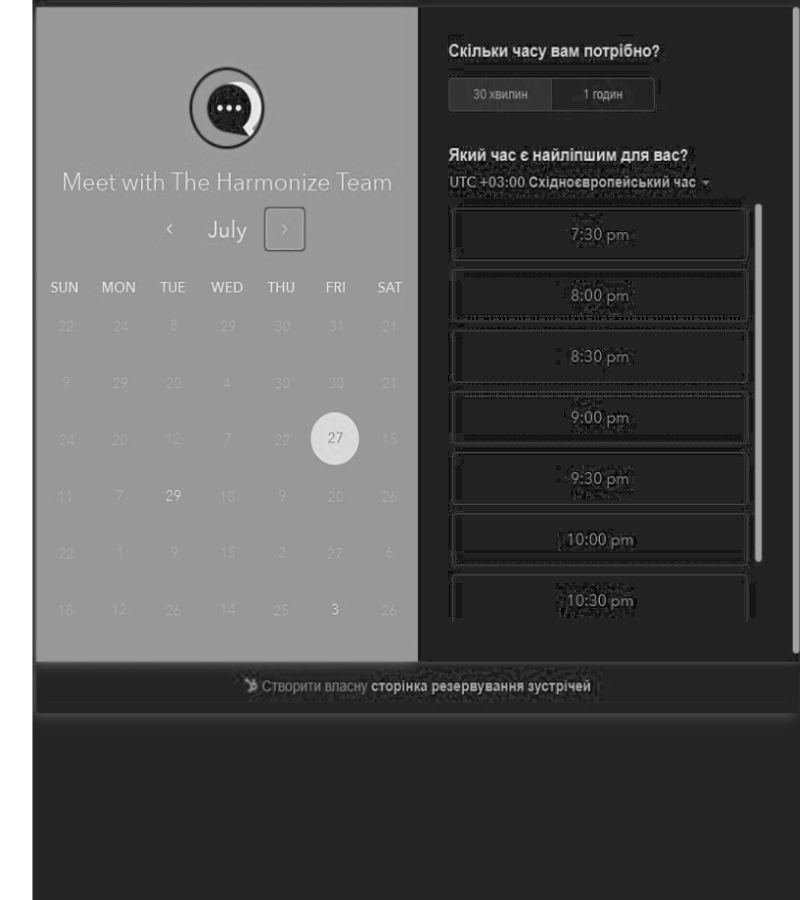 Meet with The Harmonize Team
July
SUN MON TUE WED THU FRI SAT
22 24 8 29 30 31 21
9 29 20 4 30 30 21
24 20 12 7 22 27 15
11 7 29 18 9 20 26
22 1 9 15 2 27 6
18 12 26 14 25 3 26
Скільки часу вам потрібно?
30 хвилин 1 годин
Який час є найліпшим для вас?
UTC +03:00 Східноєвропейський час
7:30 pm
8:00 pm
8:30 pm
9:00 pm
9:30 pm
10:00 pm
10:30 pm
Створити власну сторінка резервування зустрічей